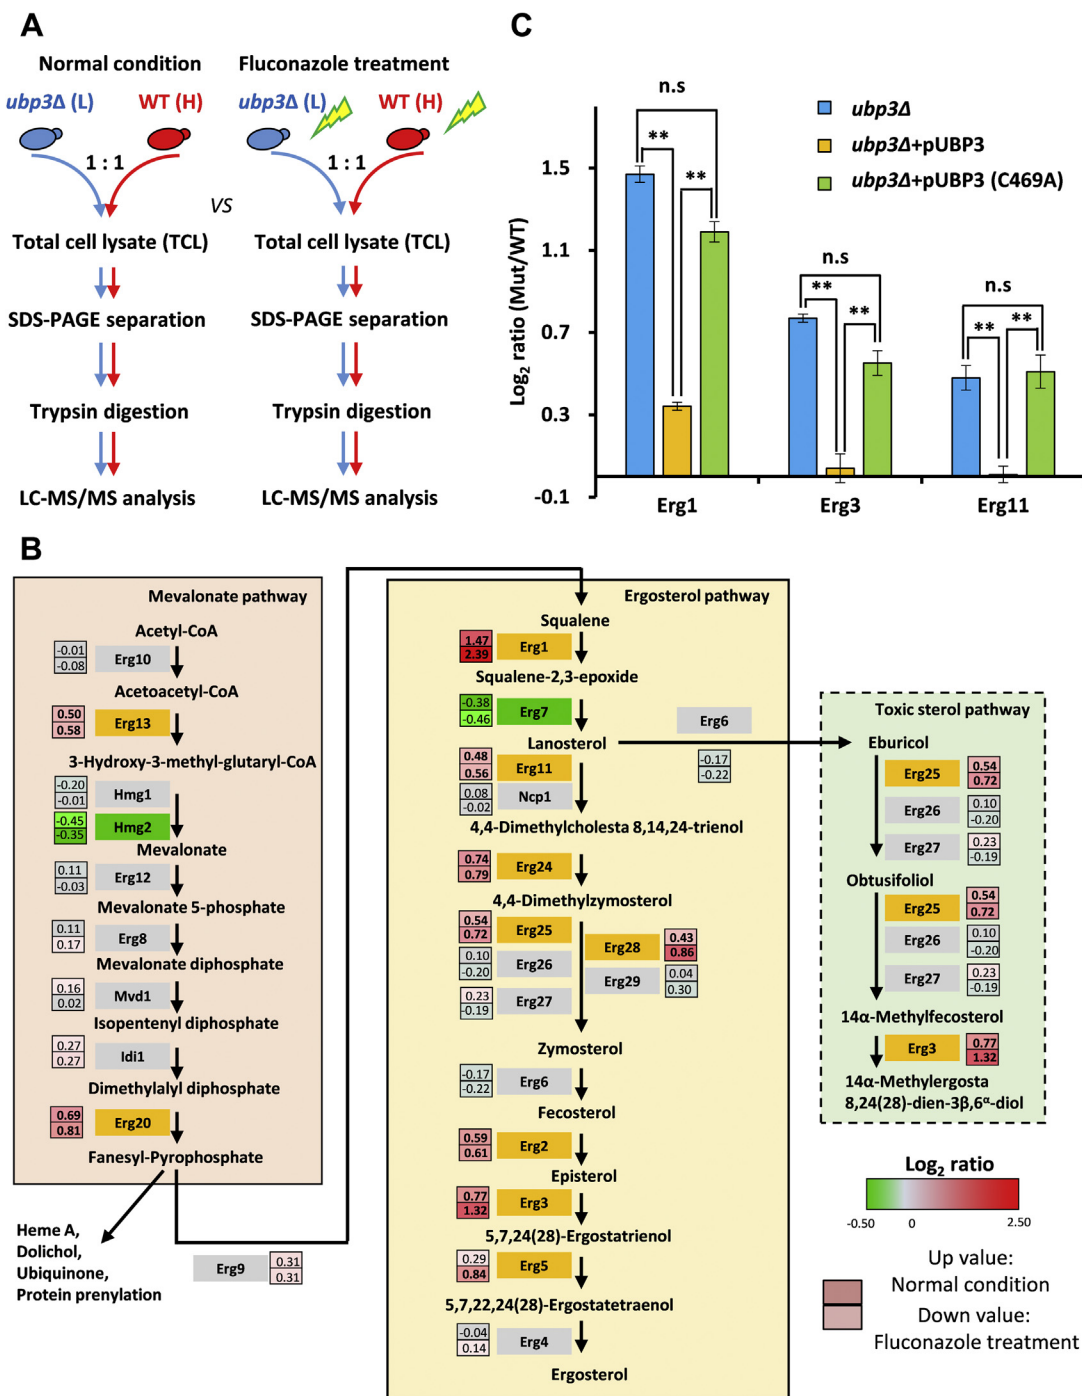 A
Normal condition
Fluconazole treatment
ubp3Δ (L)
WT (H)
ubp3Δ (L)
WT (H)
1 : 1
1 : 1
VS
Total cell lysate (TCL)
Total cell lysate (TCL)
SDS-PAGE separation
SDS-PAGE separation
Trypsin digestion
Trypsin digestion
LC-MS/MS analysis
LC-MS/MS analysis
C
ubp3Δ
ubp3Δ+pUBP3
ubp3Δ+pUBP3 (C469A)
Log2 ratio (Mut/WT)
1.5
1.1
0.7
0.3
-0.1
n.s
**
**
n.s
**
**
n.s
**
**
Erg1
Erg3
Erg11
B
Mevalonate pathway
Acetyl-CoA
-0.01
-0.08
Erg10
Acetoacetyl-CoA
0.50
0.58
Erg13
3-Hydroxy-3-methyl-glutaryl-CoA
-0.20
-0.01
Hmg1
-0.45
-0.35
Hmg2
Mevalonate
0.11
-0.03
Erg12
Mevalonate 5-phosphate
0.11
0.17
Erg8
Mevalonate diphosphate
0.16
0.02
Mvd1
Isopentenyl diphosphate
0.27
0.27
Idi1
Dimethylalyl diphosphate
0.69
0.81
Erg20
Fanesyl-Pyrophosphate
Heme A,
Dolichol,
Ubiquinone,
Protein prenylation
Erg9
0.31
0.31
Ergosterol pathway
Squalene
1.47
2.39
Erg1
Squalene-2,3-epoxide
-0.38
-0.46
Erg7
Lanosterol
Erg6
-0.17
-0.22
0.48
0.56
Erg11
0.08
-0.02
Ncp1
4,4-Dimethylcholesta 8,14,24-trienol
0.74
0.79
Erg24
4,4-Dimethylzymosterol
0.54
0.72
Erg25
0.10
-0.20
Erg26
0.23
-0.19
Erg27
Erg28
0.43
0.86
Erg29
0.04
0.30
Zymosterol
-0.17
-0.22
Erg6
Fecosterol
0.59
0.61
Erg2
Episterol
0.77
1.32
Erg3
5,7,24(28)-Ergostatrienol
0.29
0.84
Erg5
5,7,22,24(28)-Ergostatetraenol
-0.04
0.14
Erg4
Ergosterol
Toxic sterol pathway
Eburicol
Erg25
0.54
0.72
Erg26
0.10
-0.20
Erg27
0.23
-0.19
Obtusifoliol
Erg25
0.54
0.72
Erg26
0.10
-0.20
Erg27
0.23
-0.19
14α-Methylfecosterol
Erg3
0.77
1.32
14α-Methylergosta
8,24(28)-dien-3β,6α-diol
Log2 ratio
-0.50
0
2.50
Up value:
Normal condition
Down value:
Fluconazole treatment